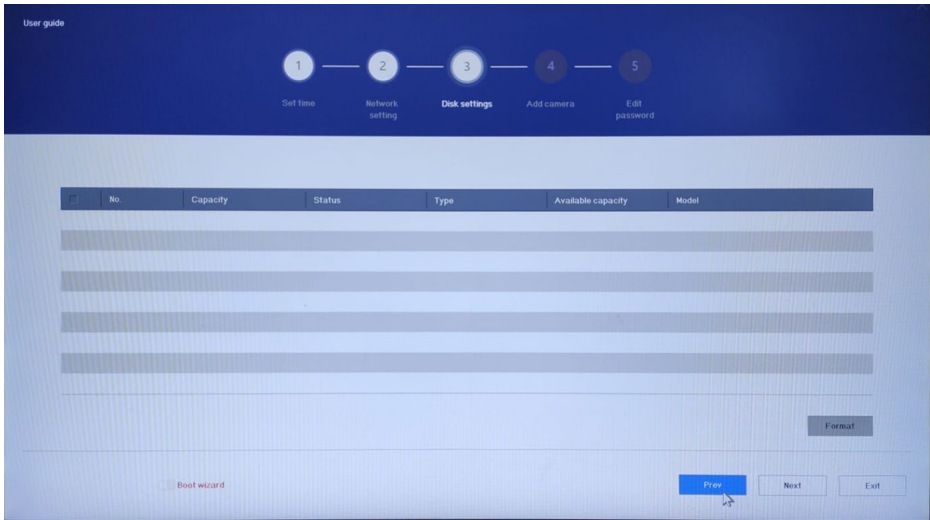 User guide
1 2 3 4 5
Set time Network setting Disk settings Add camera Edit password
No. Capacity Status Type Available capacity Model
Format
Boot wizard
Prev Next Exit